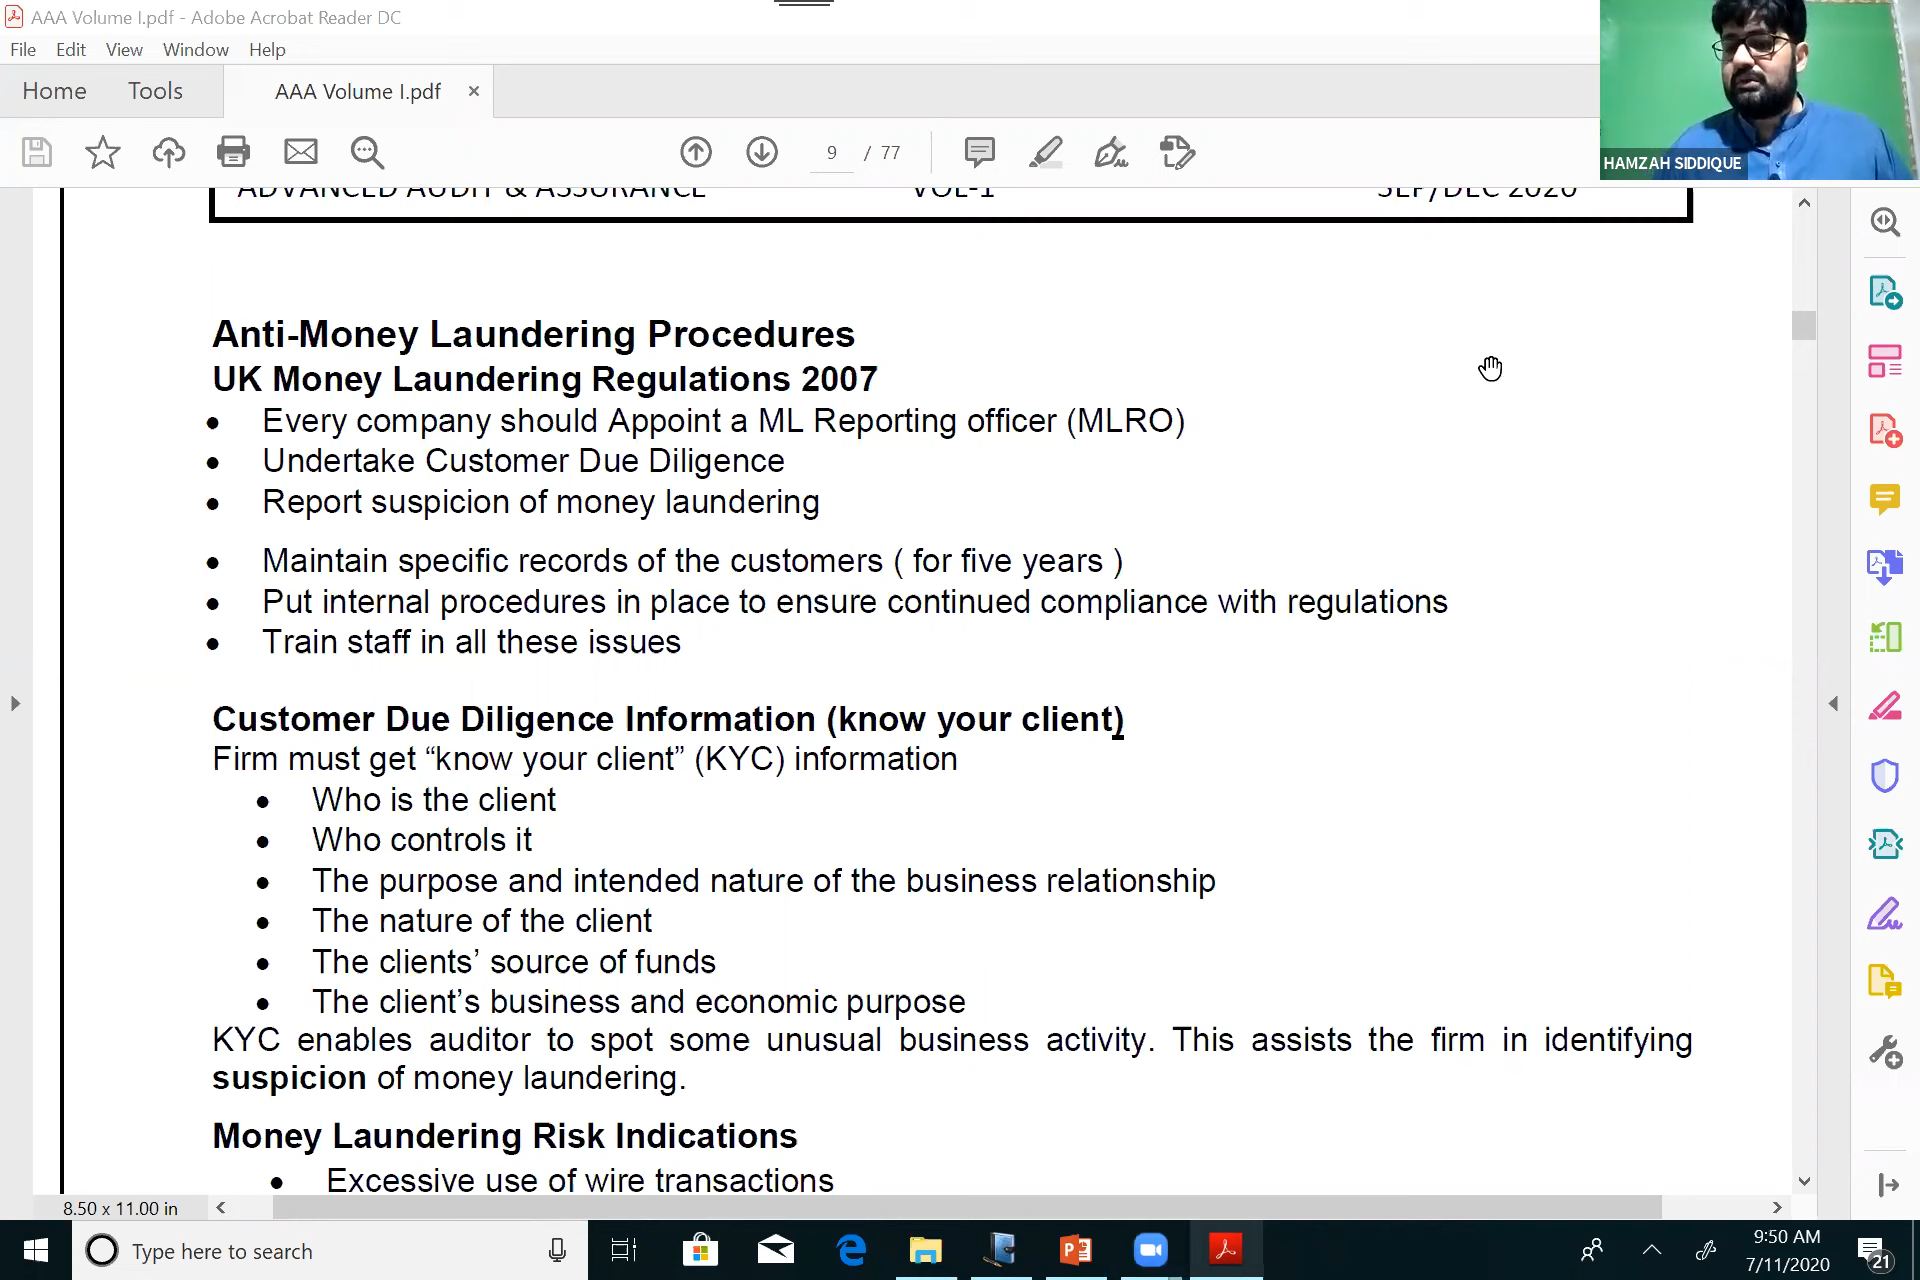 AAA Volume I.pdf - Adobe Acrobat Reader DC
File Edit View Window Help
Home Tools AAA Volume I.pdf ×
9 / 77
HAMZAH SIDDIQUE
ADVANCED AUDIT & ASSURANCE VOL-1 SEP/DEC 2020
Anti-Money Laundering Procedures
UK Money Laundering Regulations 2007
• Every company should Appoint a ML Reporting officer (MLRO)
• Undertake Customer Due Diligence
• Report suspicion of money laundering
• Maintain specific records of the customers ( for five years )
• Put internal procedures in place to ensure continued compliance with regulations
• Train staff in all these issues
Customer Due Diligence Information (know your client)
Firm must get “know your client” (KYC) information
• Who is the client
• Who controls it
• The purpose and intended nature of the business relationship
• The nature of the client
• The clients’ source of funds
• The client’s business and economic purpose
KYC enables auditor to spot some unusual business activity. This assists the firm in identifying
suspicion of money laundering.
Money Laundering Risk Indications
• Excessive use of wire transactions
8.50 x 11.00 in
Type here to search
9:50 AM
7/11/2020
21